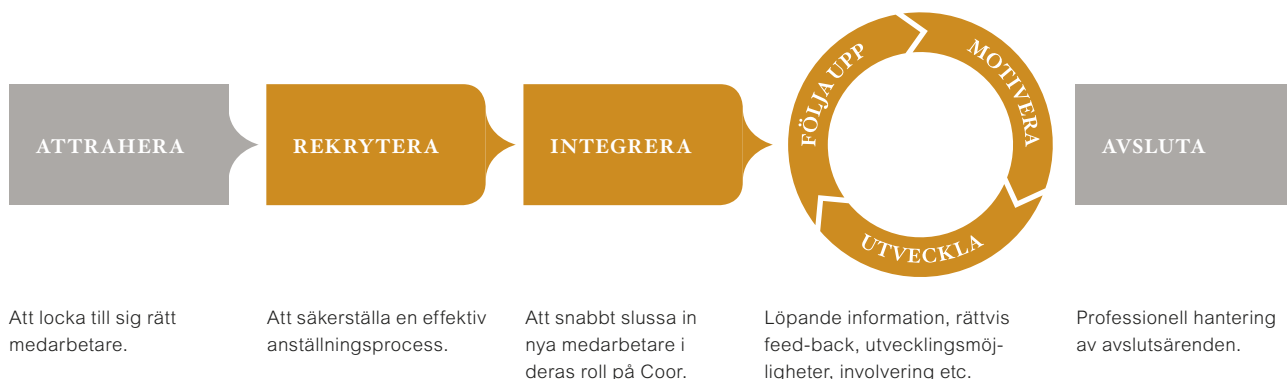 ATTRAHERA
REKRYTERA
INTEGRERA
FÖLJA UPP
MOTIVERA
UTVECKLA
AVSLUTA
Att locka till sig rätt
medarbetare.
Att säkerställa en effektiv
anställningsprocess.
Att snabbt slussa in
nya medarbetare i
deras roll på Coor.
Löpande information, rättvis
feed-back, utvecklingsmöj-
ligheter, involvering etc.
Professionell hantering
av avslutsärenden.